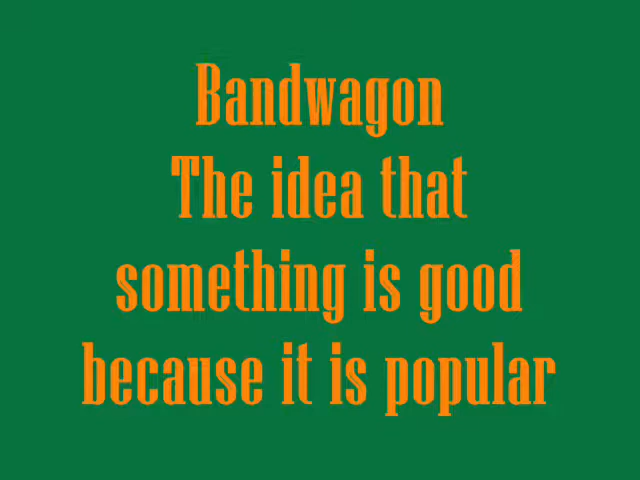 Bandwagon
The idea that
something is good
because it is popular